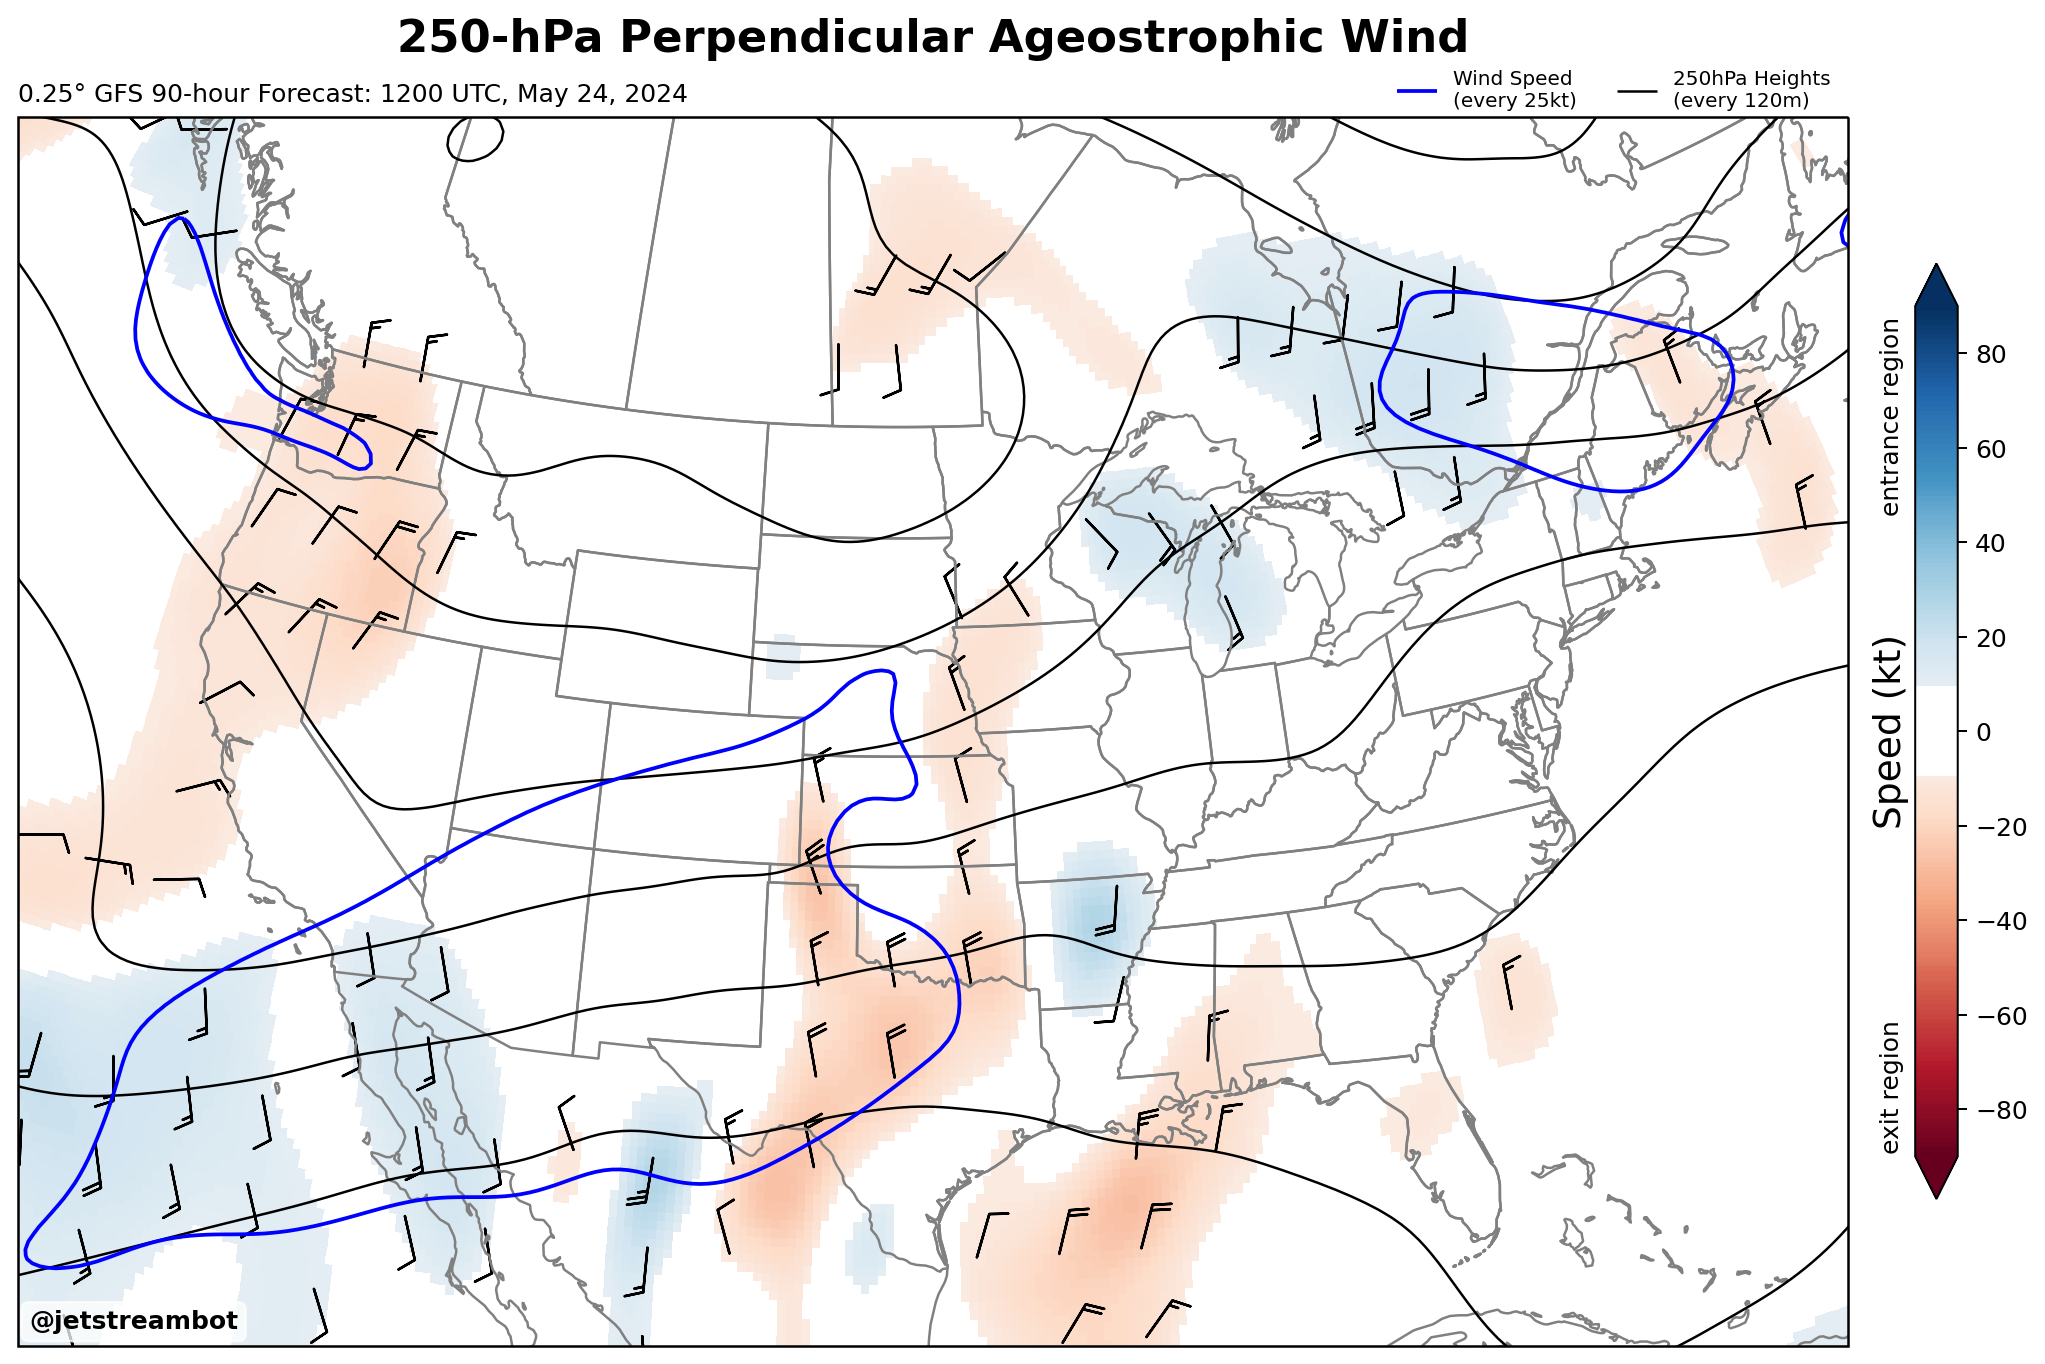 250-hPa Perpendicular Ageostrophic Wind
0.25° GFS 90-hour Forecast: 1200 UTC, May 24, 2024
Wind Speed
(every 25kt)
250hPa Heights
(every 120m)
entrance region
Speed (kt)
exit region
80
60
40
20
0
−20
−40
−60
−80
@jetstreambot